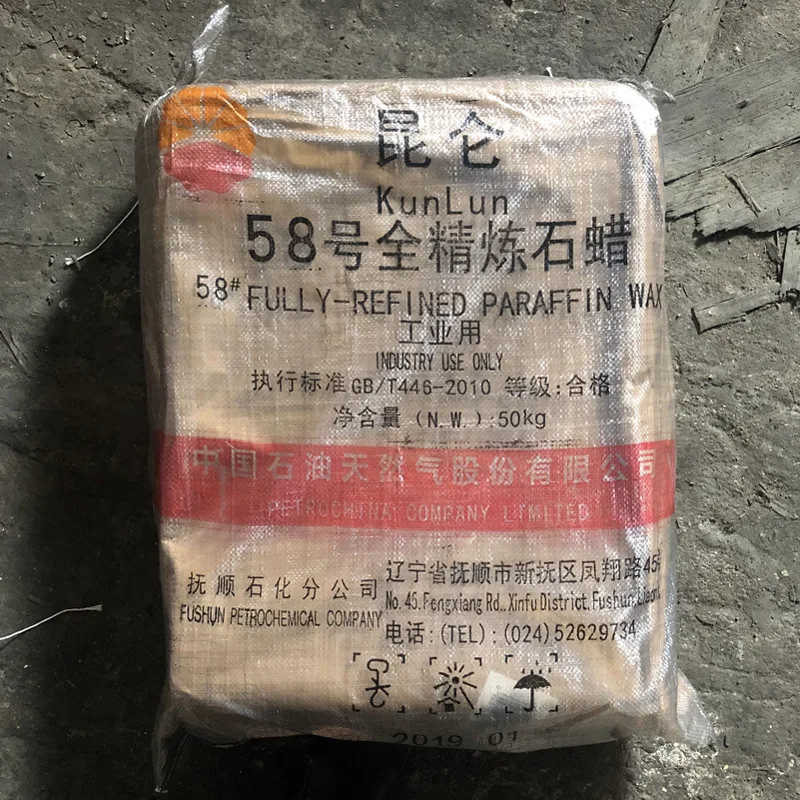 昆仑
KunLun
58号全精炼石蜡
58# FULLY-REFINED PARAFFIN WAX
工业用
INDUSTRY USE ONLY
执行标准GB/T446-2010 等级:合格
净含量(N.W.):50kg
中国石油天然气股份有限公司
PETROCHINA COMPANY LIMITED
抚顺石化分公司
FUSHUN PETROCHEMICAL COMPANY
辽宁省抚顺市新抚区凤翔路45号
No.45.Fengxiang Rd.,Xinfu District,Fushun,
电话:(TEL):(024)52629734
2019 01